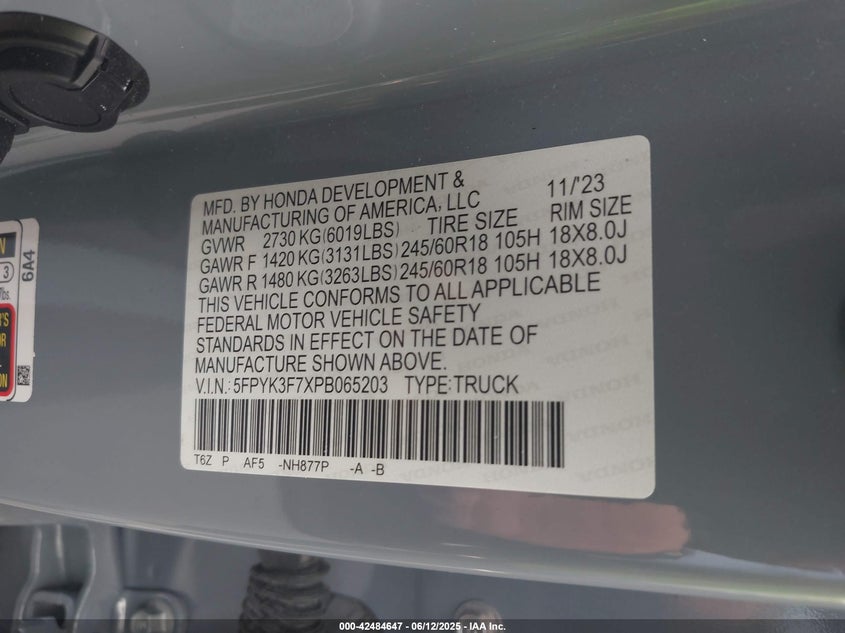 MFD. BY HONDA DEVELOPMENT & 11/'23
MANUFACTURING OF AMERICA, LLC
GVWR 2730 KG(6019LBS) TIRE SIZE RIM SIZE
GAWR F 1420 KG(3131LBS) 245/60R18 105H 18X8.0J
GAWR R 1480 KG(3263LBS) 245/60R18 105H 18X8.0J
THIS VEHICLE CONFORMS TO ALL APPLICABLE
FEDERAL MOTOR VEHICLE SAFETY
STANDARDS IN EFFECT ON THE DATE OF
MANUFACTURE SHOWN ABOVE.
V.I.N.: 5FPYK3F7XPB065203 TYPE:TRUCK
T6Z P AF5 -NH877P -A -B
6A4
3
000-42484647 - 06/12/2025 - IAA Inc.